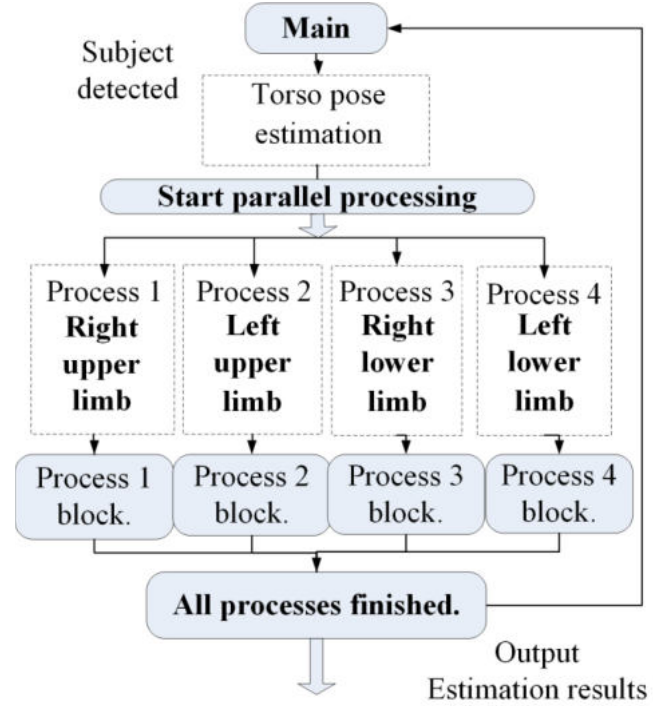 Main
Subject
detected
Torso pose
estimation
Start parallel processing
Process 1
Right
upper
limb
Process 2
Left
upper
limb
Process 3
Right
lower
limb
Process 4
Left
lower
limb
Process 1
block.
Process 2
block.
Process 3
block.
Process 4
block.
All processes finished.
Output
Estimation results